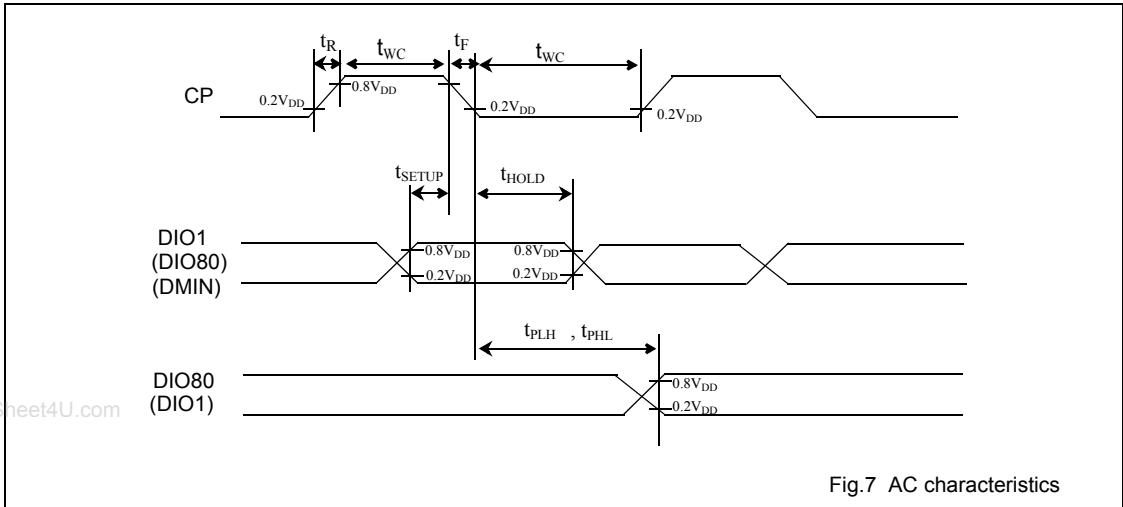 tR tWC tF tWC
CP
0.2VDD
0.8VDD
0.2VDD
0.2VDD
tSETUP tHOLD
DIO1
(DIO80)
(DMIN)
0.8VDD
0.2VDD
0.8VDD
0.2VDD
tPLH , tPHL
DIO80
(DIO1)
0.8VDD
0.2VDD
heet4U.com
Fig.7 AC characteristics